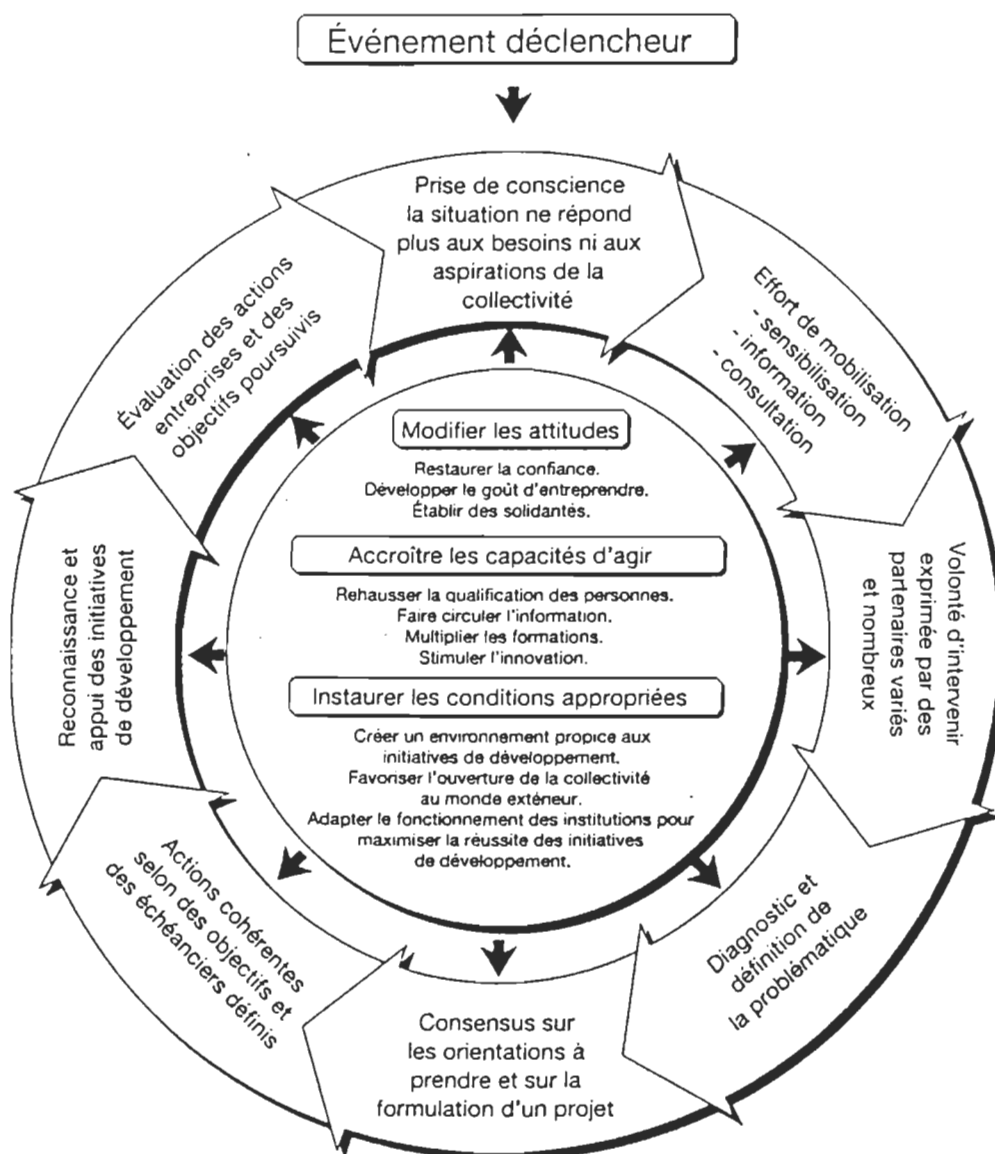 Événement déclencheur
Prise de conscience
la situation ne répond
plus aux besoins ni aux
aspirations de la
collectivité
Effort de mobilisation
- sensibilisation
- information
- consultation
Volonté d'intervenir
exprimée par des
partenaires variés
et nombreux
Diagnostic et
définition de
la problématique
Consensus sur
les orientations à
prendre et sur la
formulation d'un projet
Actions cohérentes
selon des objectifs et
des échéanciers définis
Reconnaissance et
appui des initiatives
de développement
Évaluation des actions
entreprises et des
objectifs poursuivis
Modifier les attitudes
Restaurer la confiance.
Développer le goût d'entreprendre.
Établir des solidantés.
Accroître les capacités d'agir
Rehausser la qualification des personnes.
Faire circuler l'information.
Multiplier les formations.
Stimuler l'innovation.
Instaurer les conditions appropriées
Créer un environnement propice aux
initiatives de développement.
Favoriser l'ouverture de la collectivité
au monde extérieur.
Adapter le fonctionnement des institutions pour
maximiser la réussite des initiatives
de développement.